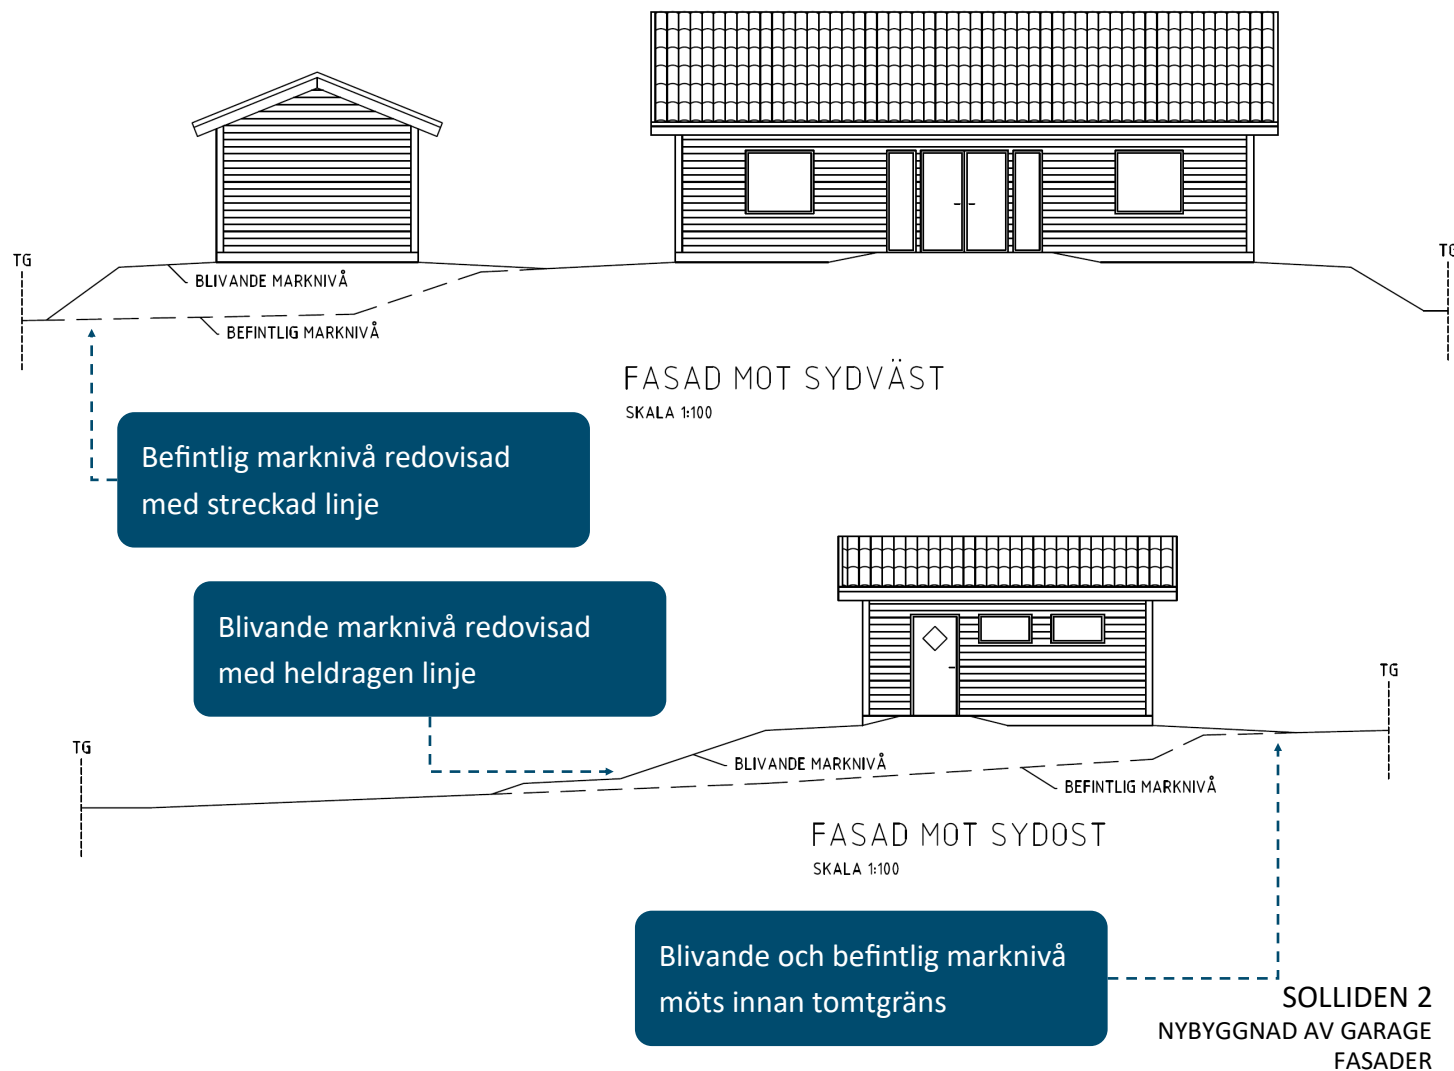 TG
TG
BLIVANDE MARKNIVÅ
BEFINTLIG MARKNIVÅ
FASAD MOT SYDVÄST
SKALA 1:100
Befintlig marknivå redovisad
med streckad linje
Blivande marknivå redovisad
med heldragen linje
TG
TG
BLIVANDE MARKNIVÅ
BEFINTLIG MARKNIVÅ
FASAD MOT SYDOST
SKALA 1:100
Blivande och befintlig marknivå
möts innan tomtgräns
SOLLIDEN 2
NYBYGGNAD AV GARAGE
FASADER